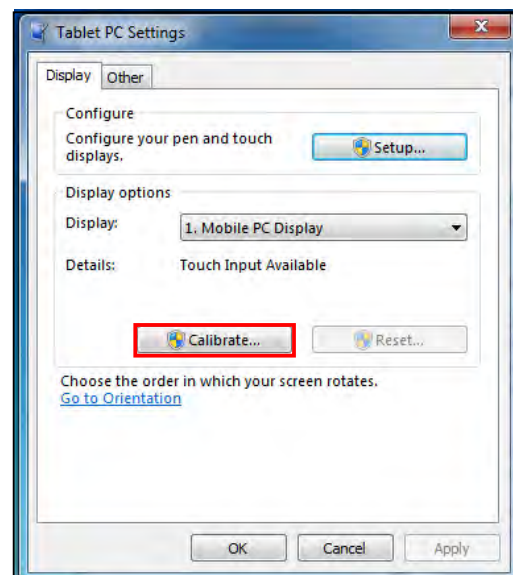 Tablet PC Settings
Display Other
Configure
Configure your pen and touch
displays.
Setup...
Display options
Display: 1. Mobile PC Display
Details: Touch Input Available
Calibrate... Reset...
Choose the order in which your screen rotates.
Go to Orientation
OK Cancel Apply